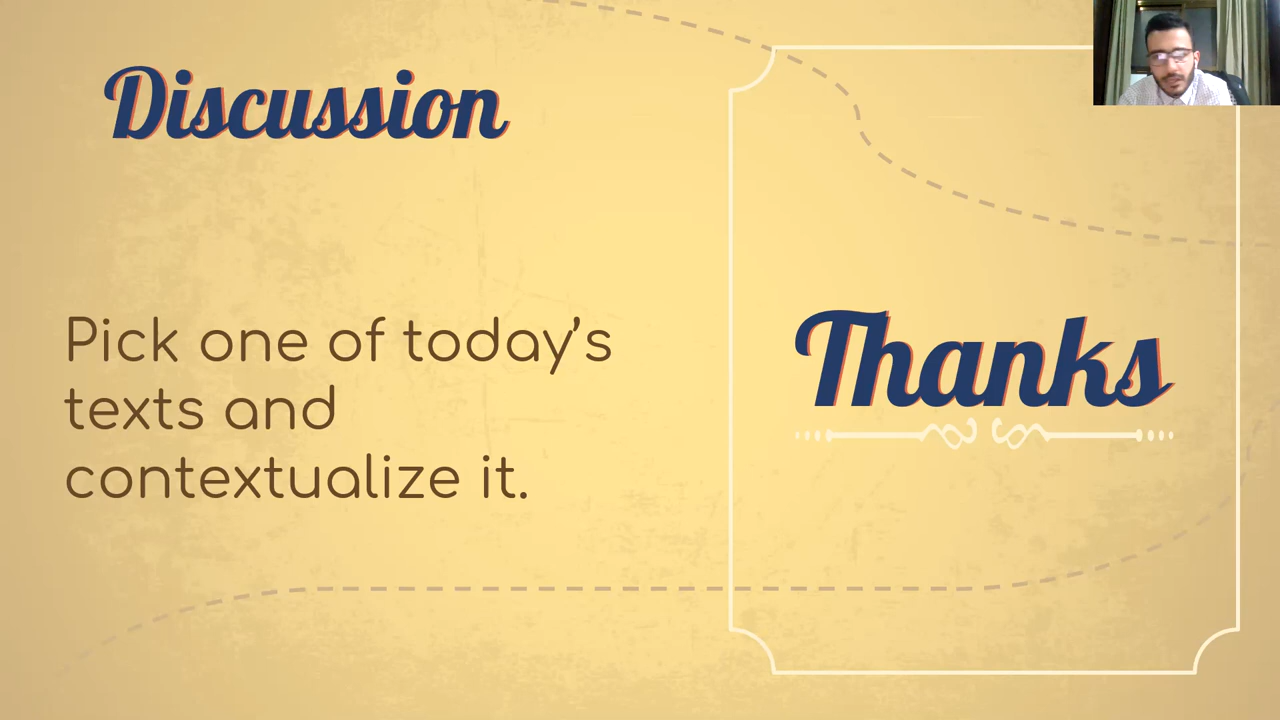 Discussion
Pick one of today’s
texts and
contextualize it.
Thanks